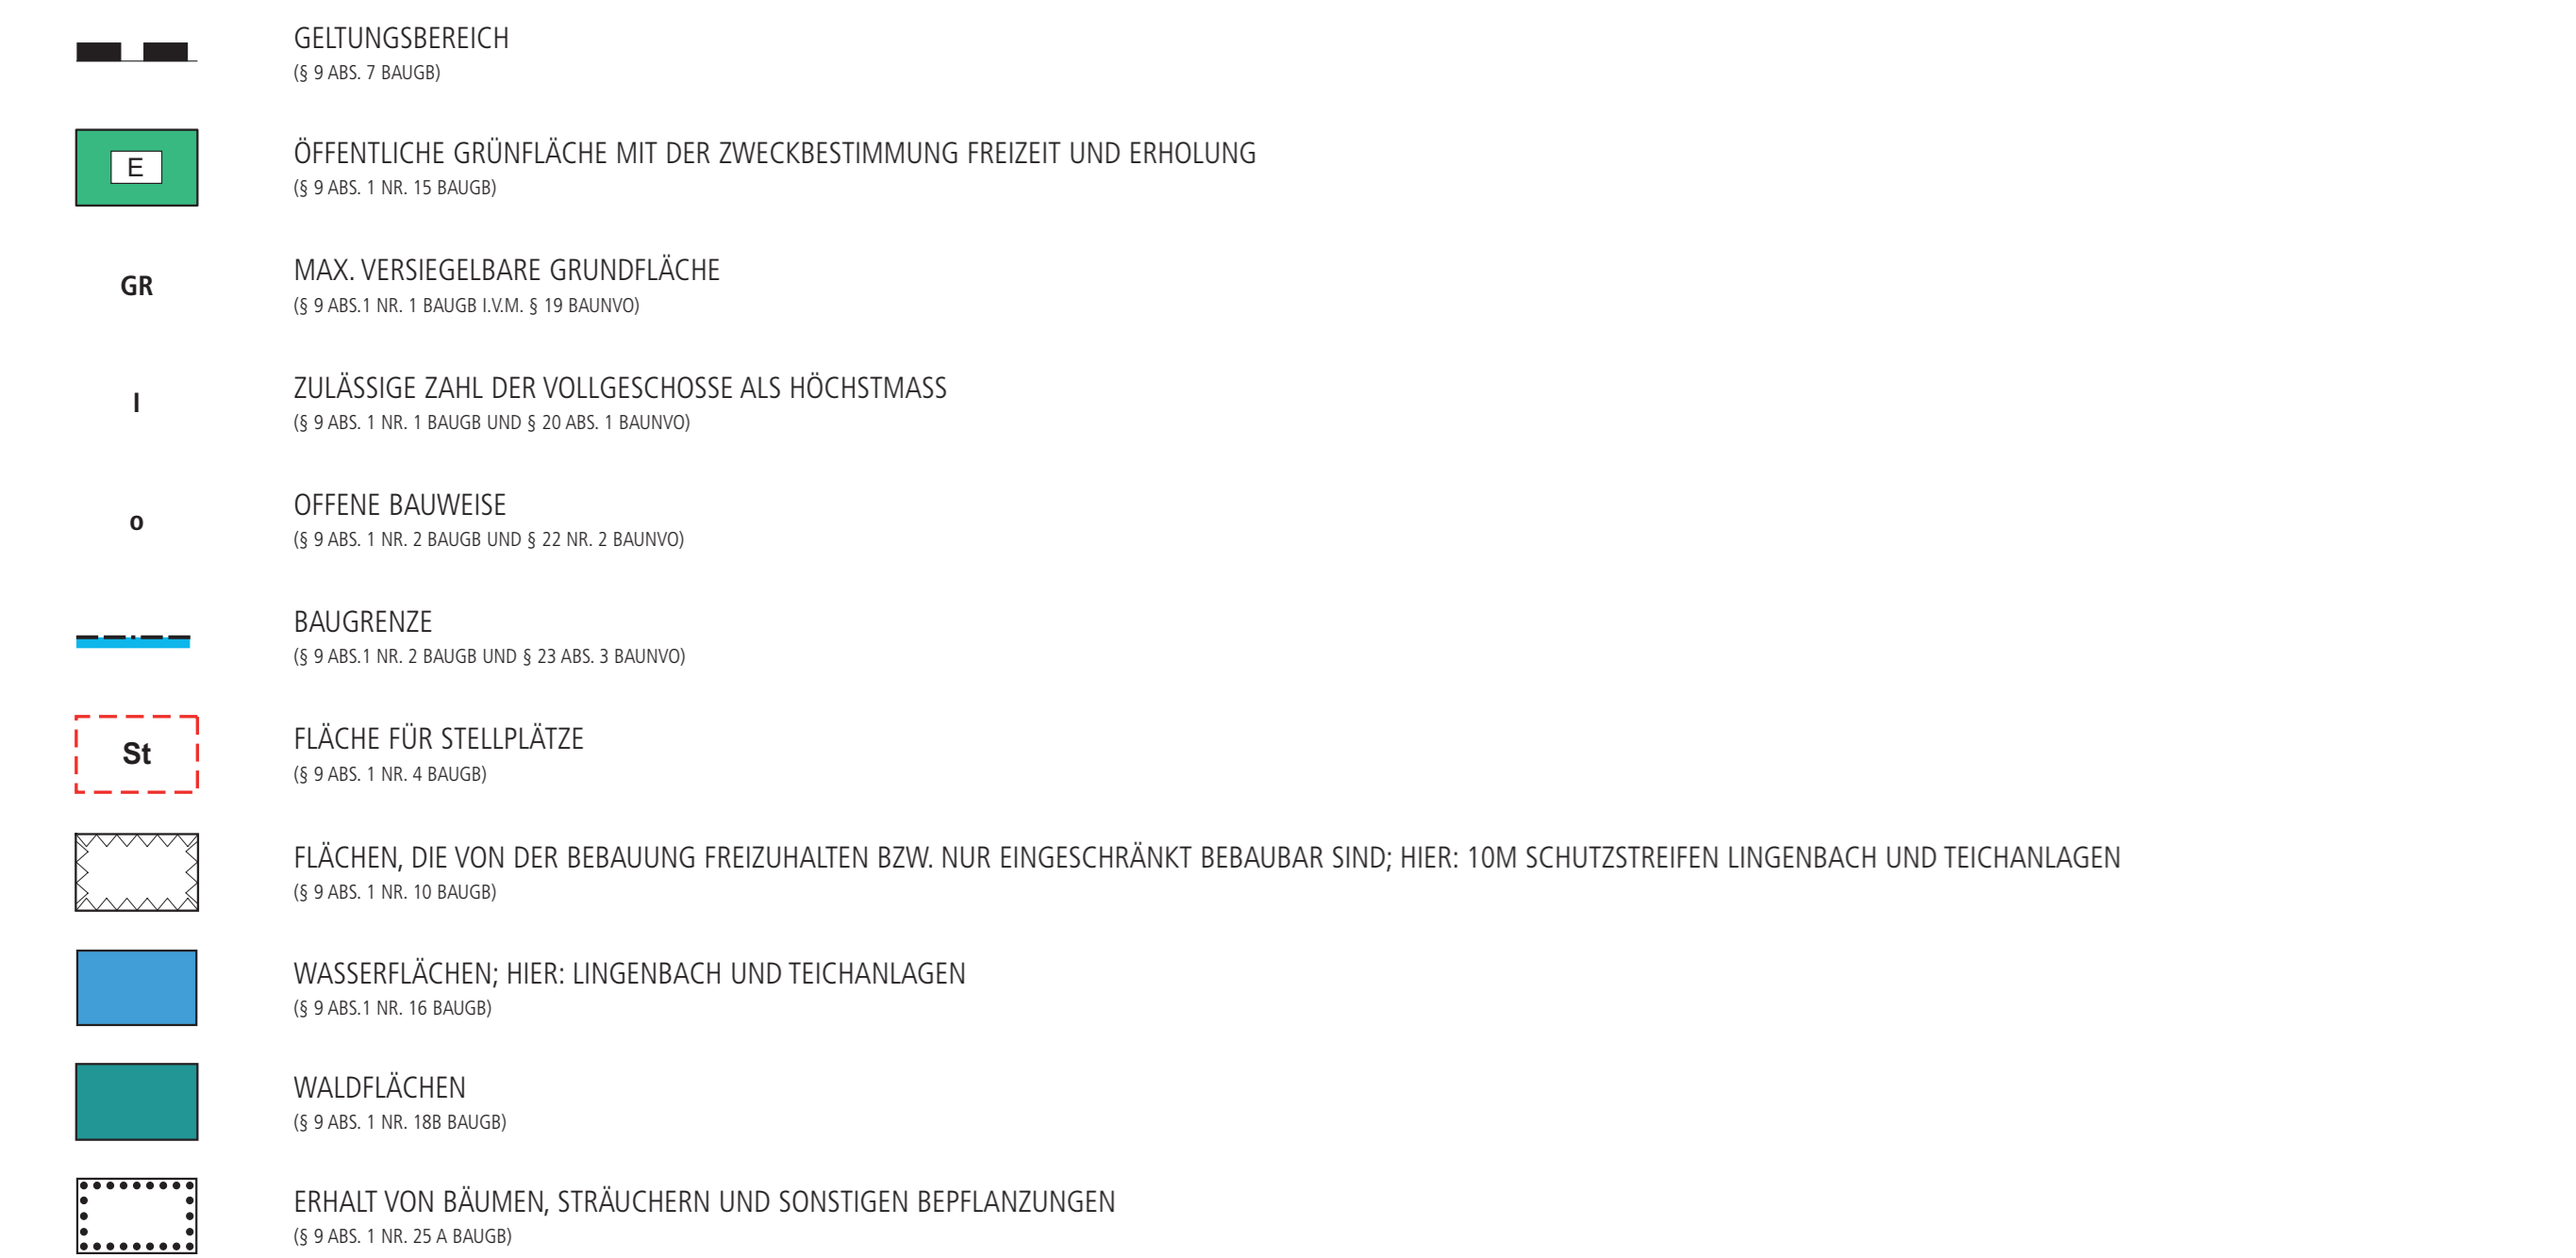 GELTUNGSBEREICH
(§ 9 ABS. 7 BAUGB)
E
ÖFFENTLICHE GRÜNFLÄCHE MIT DER ZWECKBESTIMMUNG FREIZEIT UND ERHOLUNG
(§ 9 ABS. 1 NR. 15 BAUGB)
GR
MAX. VERSIEGELBARE GRUNDFLÄCHE
(§ 9 ABS.1 NR. 1 BAUGB I.V.M. § 19 BAUNVO)
I
ZULÄSSIGE ZAHL DER VOLLGESCHOSSE ALS HÖCHSTMASS
(§ 9 ABS. 1 NR. 1 BAUGB UND § 20 ABS. 1 BAUNVO)
o
OFFENE BAUWEISE
(§ 9 ABS. 1 NR. 2 BAUGB UND § 22 NR. 2 BAUNVO)
BAUGRENZE
(§ 9 ABS.1 NR. 2 BAUGB UND § 23 ABS. 3 BAUNVO)
St
FLÄCHE FÜR STELLPLÄTZE
(§ 9 ABS. 1 NR. 4 BAUGB)
FLÄCHEN, DIE VON DER BEBAUUNG FREIZUHALTEN BZW. NUR EINGESCHRÄNKT BEBAUBAR SIND; HIER: 10M SCHUTZSTREIFEN LINGENBACH UND TEICHANLAGEN
(§ 9 ABS. 1 NR. 10 BAUGB)
WASSERFLÄCHEN; HIER: LINGENBACH UND TEICHANLAGEN
(§ 9 ABS.1 NR. 16 BAUGB)
WALDFLÄCHEN
(§ 9 ABS. 1 NR. 18B BAUGB)
ERHALT VON BÄUMEN, STRÄUCHERN UND SONSTIGEN BEPFLANZUNGEN
(§ 9 ABS. 1 NR. 25 A BAUGB)